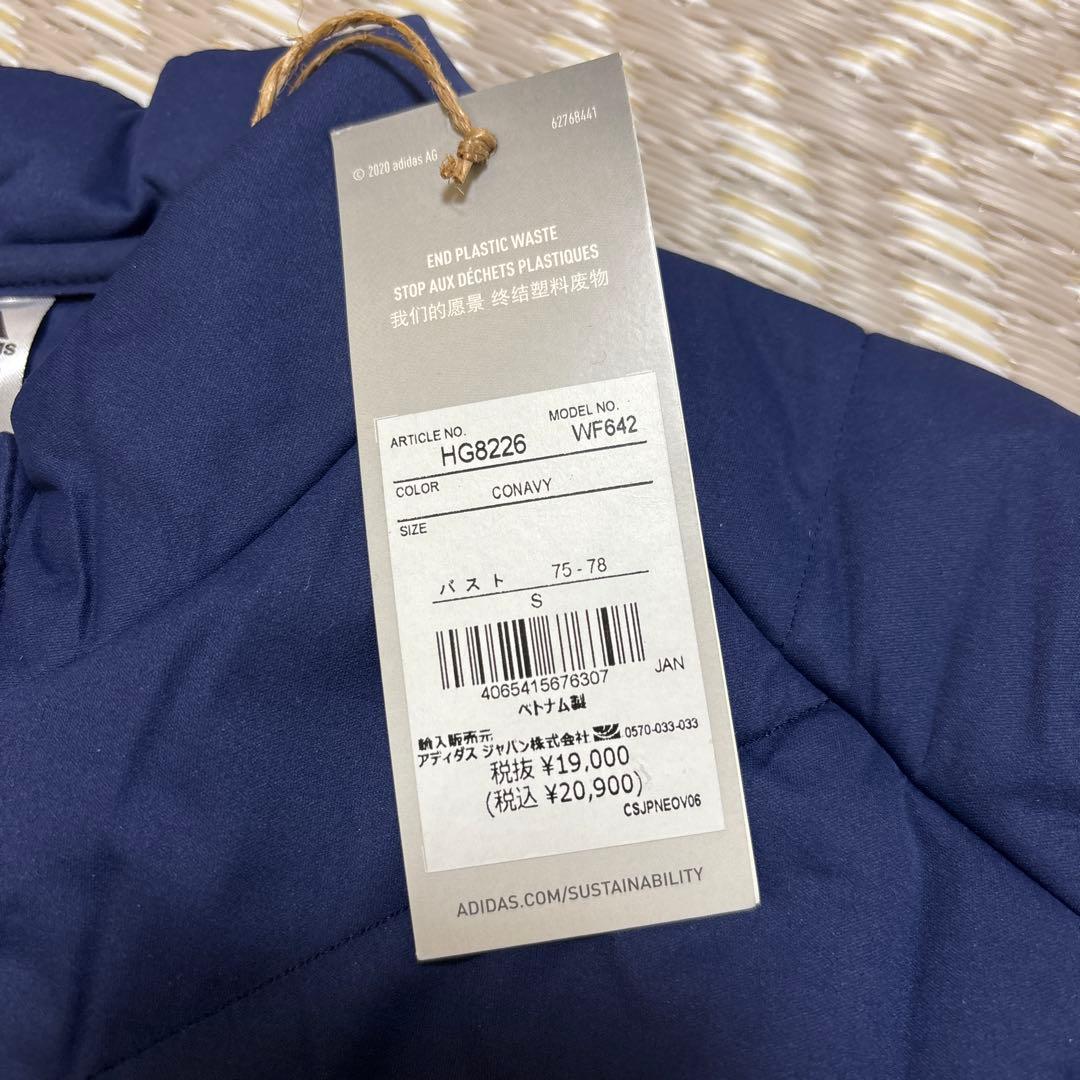 62768441
© 2020 adidas AG
END PLASTIC WASTE
STOP AUX DÉCHETS PLASTIQUES
我们的愿景 终结塑料废物
ARTICLE NO. MODEL NO.
HG8226 WF642
COLOR CONAVY
SIZE
バスト 75-78
S
4065415676307 JAN
ベトナム製
輸入販売元
アディダス ジャパン株式会社 0570-033-033
税抜 ¥19,000
(税込 ¥20,900)
CSJPNEOV06
ADIDAS.COM/SUSTAINABILITY